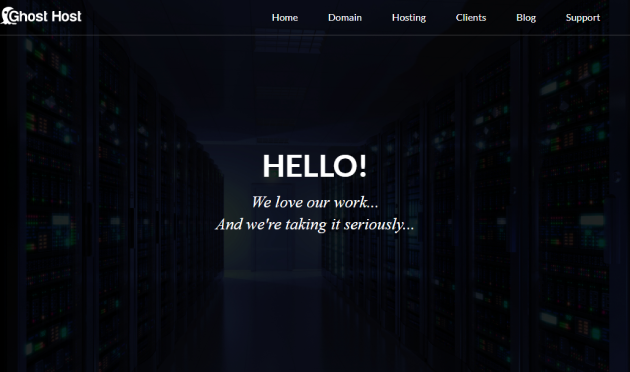 Ghost Host
Home Domain Hosting Clients Blog Support
HELLO!
We love our work...
And we're taking it seriously...